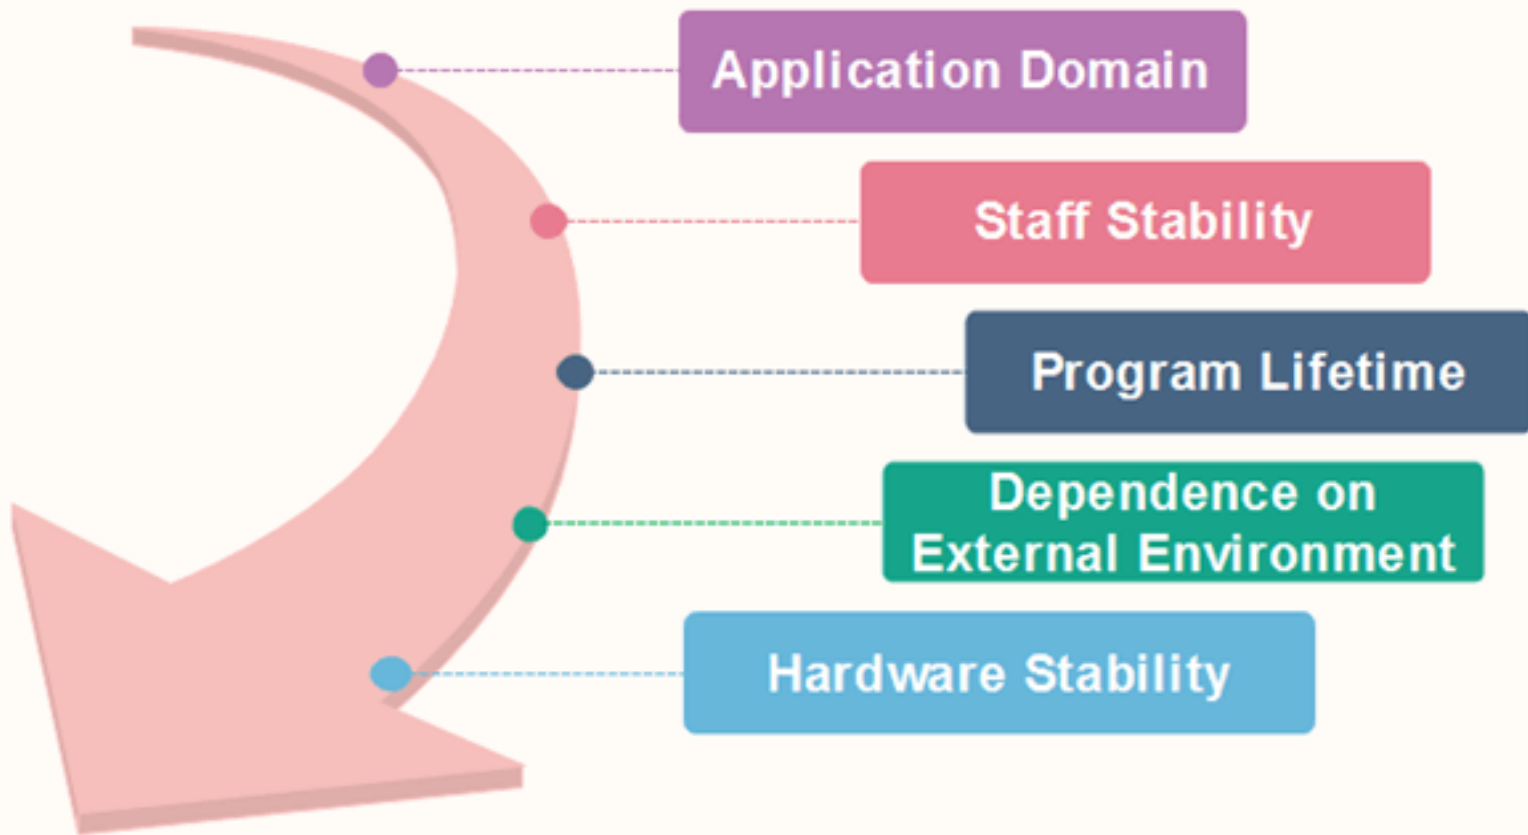 Application Domain
Staff Stability
Program Lifetime
Dependence on
External Environment
Hardware Stability